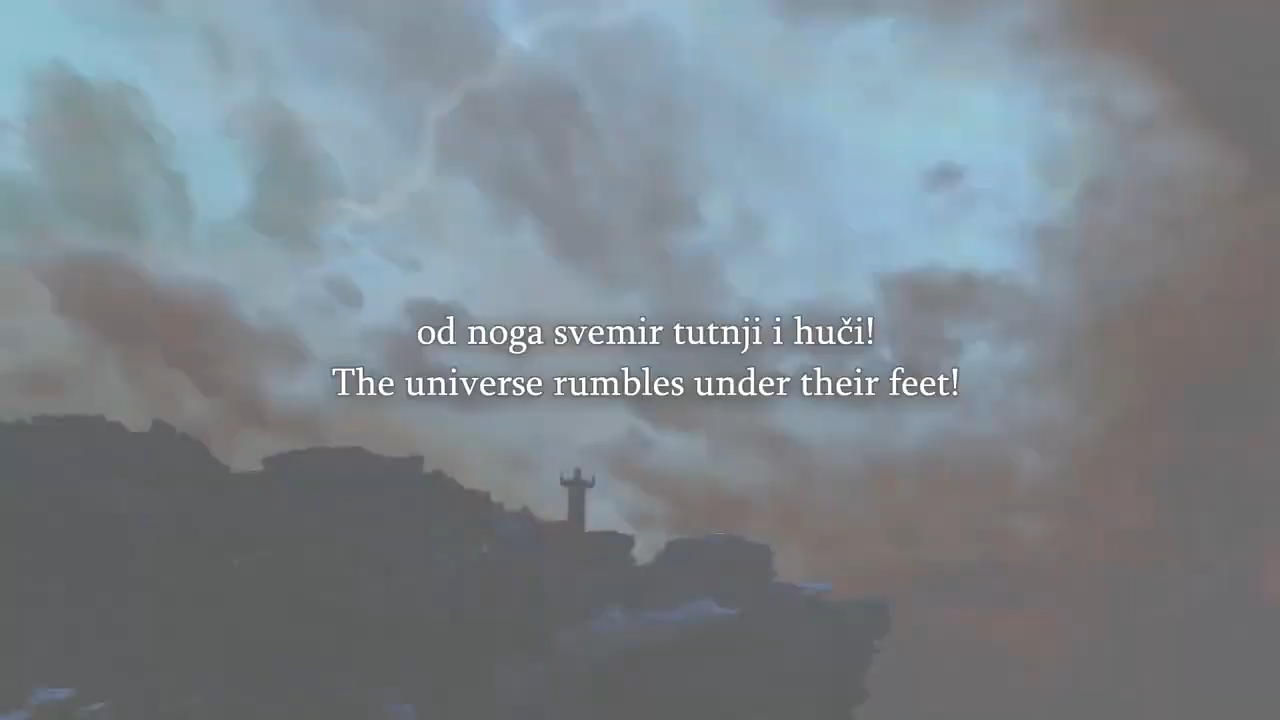 od noga svemir tutnji i huči!
The universe rumbles under their feet!